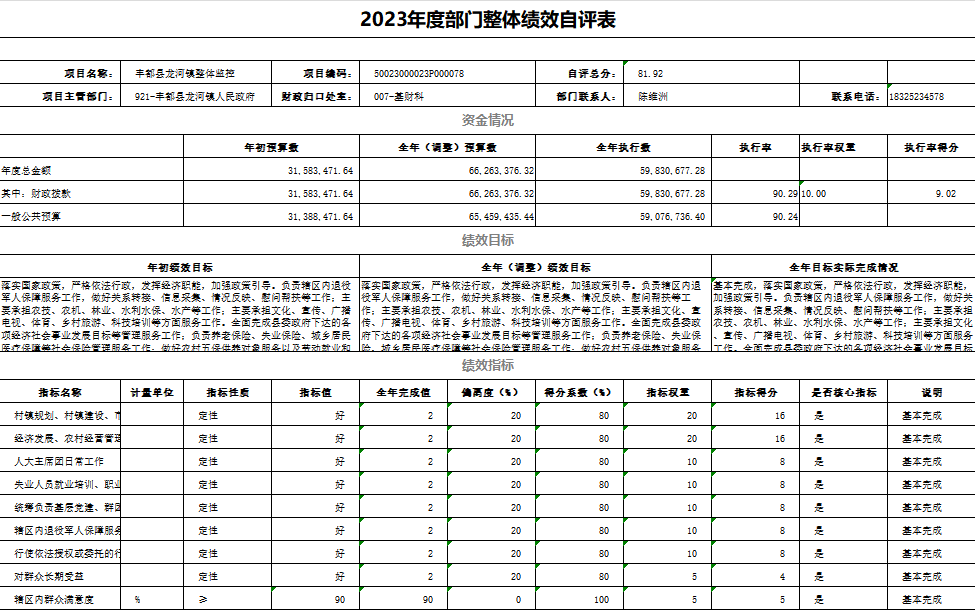 2023年度部门整体绩效自评表
项目名称： 丰都县龙河镇整体监控 项目编码： 50023000023P000078 自评总分： 81.92
项目主管部门： 921-丰都县龙河镇人民政府 财政归口处室： 007-基财科 部门联系人： 陈维洲 联系电话： 18325234578
资金情况
年初预算数 全年（调整）预算数 全年执行数 执行率 执行率权重 执行率得分
年度总金额 31,583,471.64 66,263,376.32 59,830,677.28
其中：财政拨款 31,583,471.64 66,263,376.32 59,830,677.28 90.29 10.00 9.02
一般公共预算 31,388,471.64 65,459,435.44 59,076,736.40 90.24
绩效目标
年初绩效目标 全年（调整）绩效目标 全年目标实际完成情况
落实国家政策，严格依法行政，发挥经济职能，加强政策引导。负责辖区内退役
军人保障服务工作，做好关系转接、信息采集、情况反映、慰问帮扶等工作；主
要承担农技、农机、林业、水利水保、水产等工作；主要承担文化、宣传、广播
电视、体育、乡村旅游、科技培训等方面服务工作。全面完成县委政府下达的各
项经济社会事业发展目标等管理服务工作；负责养老保险、失业保险、城乡居民
医疗保障等社会保险管理服务工作；做好农村五保供养对象服务以及劳动就业和
落实国家政策，严格依法行政，发挥经济职能，加强政策引导。负责辖区内退役
军人保障服务工作，做好关系转接、信息采集、情况反映、慰问帮扶等工
作；主要承担农技、农机、林业、水利水保、水产等工作；主要承担文化、宣
传、广播电视、体育、乡村旅游、科技培训等方面服务工作。全面完成县委政
府下达的各项经济社会事业发展目标等管理服务工作；负责养老保险、失业保
险、城乡居民医疗保障等社会保险管理服务工作；做好农村五保供养对象服务
基本完成，落实国家政策，严格依法行政，发挥经济职能，
加强政策引导。负责辖区内退役军人保障服务工作，做好关
系转接、信息采集、情况反映、慰问帮扶等工作；主要承担
农技、农机、林业、水利水保、水产等工作；主要承担文化
、宣传、广播电视、体育、乡村旅游、科技培训等方面服务
工作。全面完成县委政府下达的各项经济社会事业发展目标
绩效指标
指标名称 计量单位 指标性质 指标值 全年完成值 偏离度（%） 得分系数（%） 指标权重 指标得分 是否核心指标 说明
村镇规划、村镇建设、市 定性 好 2 20 80 20 16 是 基本完成
经济发展、农村经营管理 定性 好 2 20 80 20 16 是 基本完成
人大主席团日常工作 定性 好 2 20 80 10 8 是 基本完成
失业人员就业培训、职业 定性 好 2 20 80 10 8 是 基本完成
统筹负责基层党建、群团 定性 好 2 20 80 10 8 是 基本完成
辖区内退役军人保障服务 定性 好 2 20 80 10 8 是 基本完成
行使依法授权或委托的行 定性 好 2 20 80 10 8 是 基本完成
对群众长期受益 定性 好 2 20 80 5 4 是 基本完成
辖区内群众满意度 % ≥ 90 90 0 100 5 5 是 基本完成